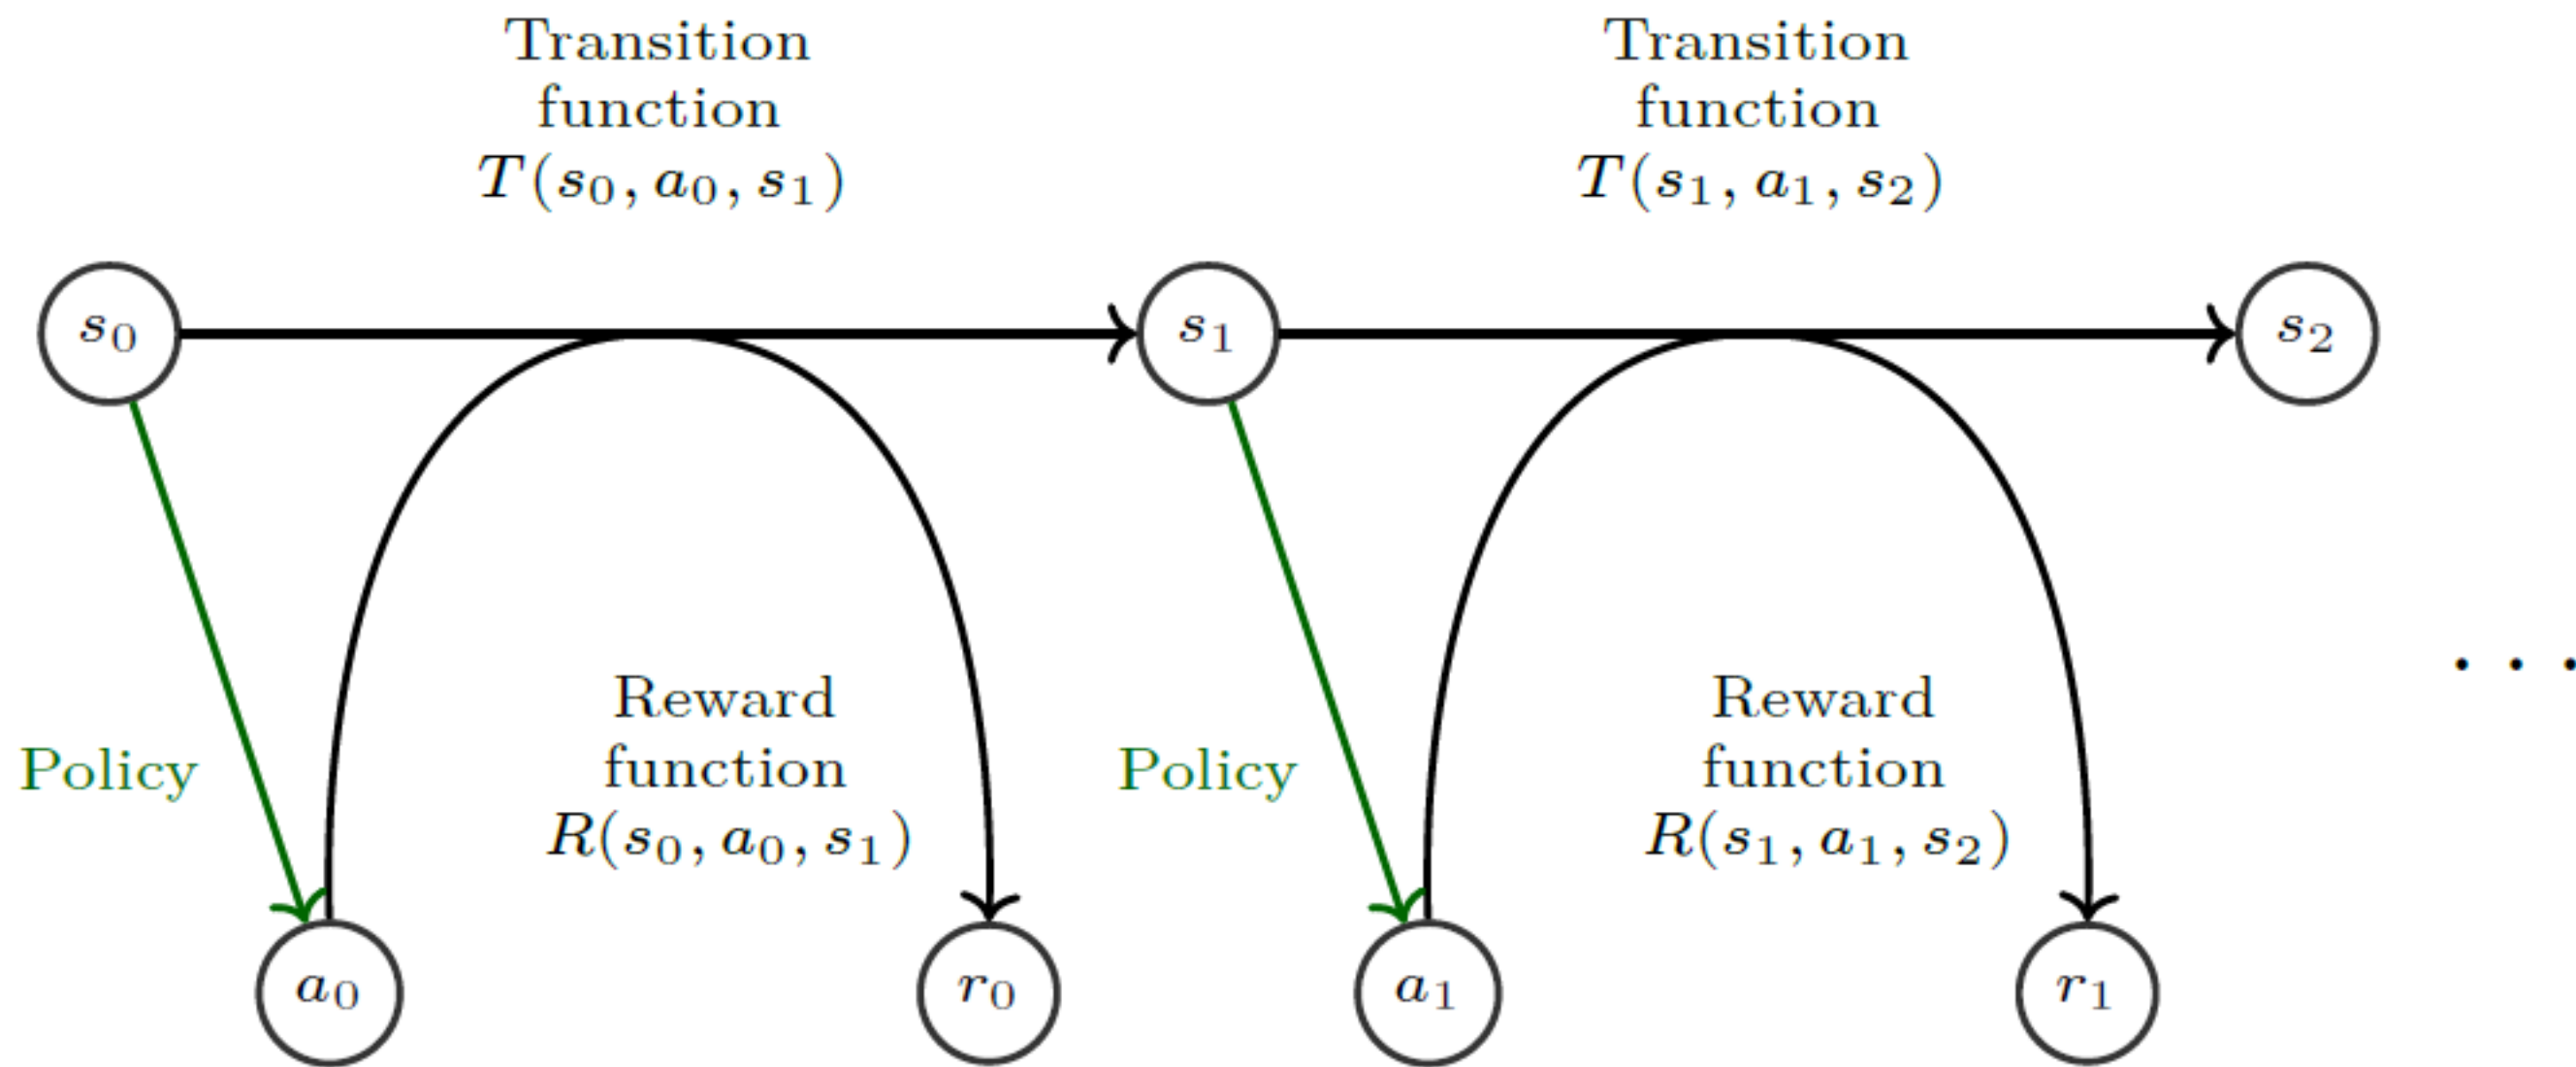 Transition
function
T(s₀, a₀, s₁)
Transition
function
T(s₁, a₁, s₂)
s₀
s₁
s₂
Policy
Reward
function
R(s₀, a₀, s₁)
Policy
Reward
function
R(s₁, a₁, s₂)
. . .
a₀
r₀
a₁
r₁